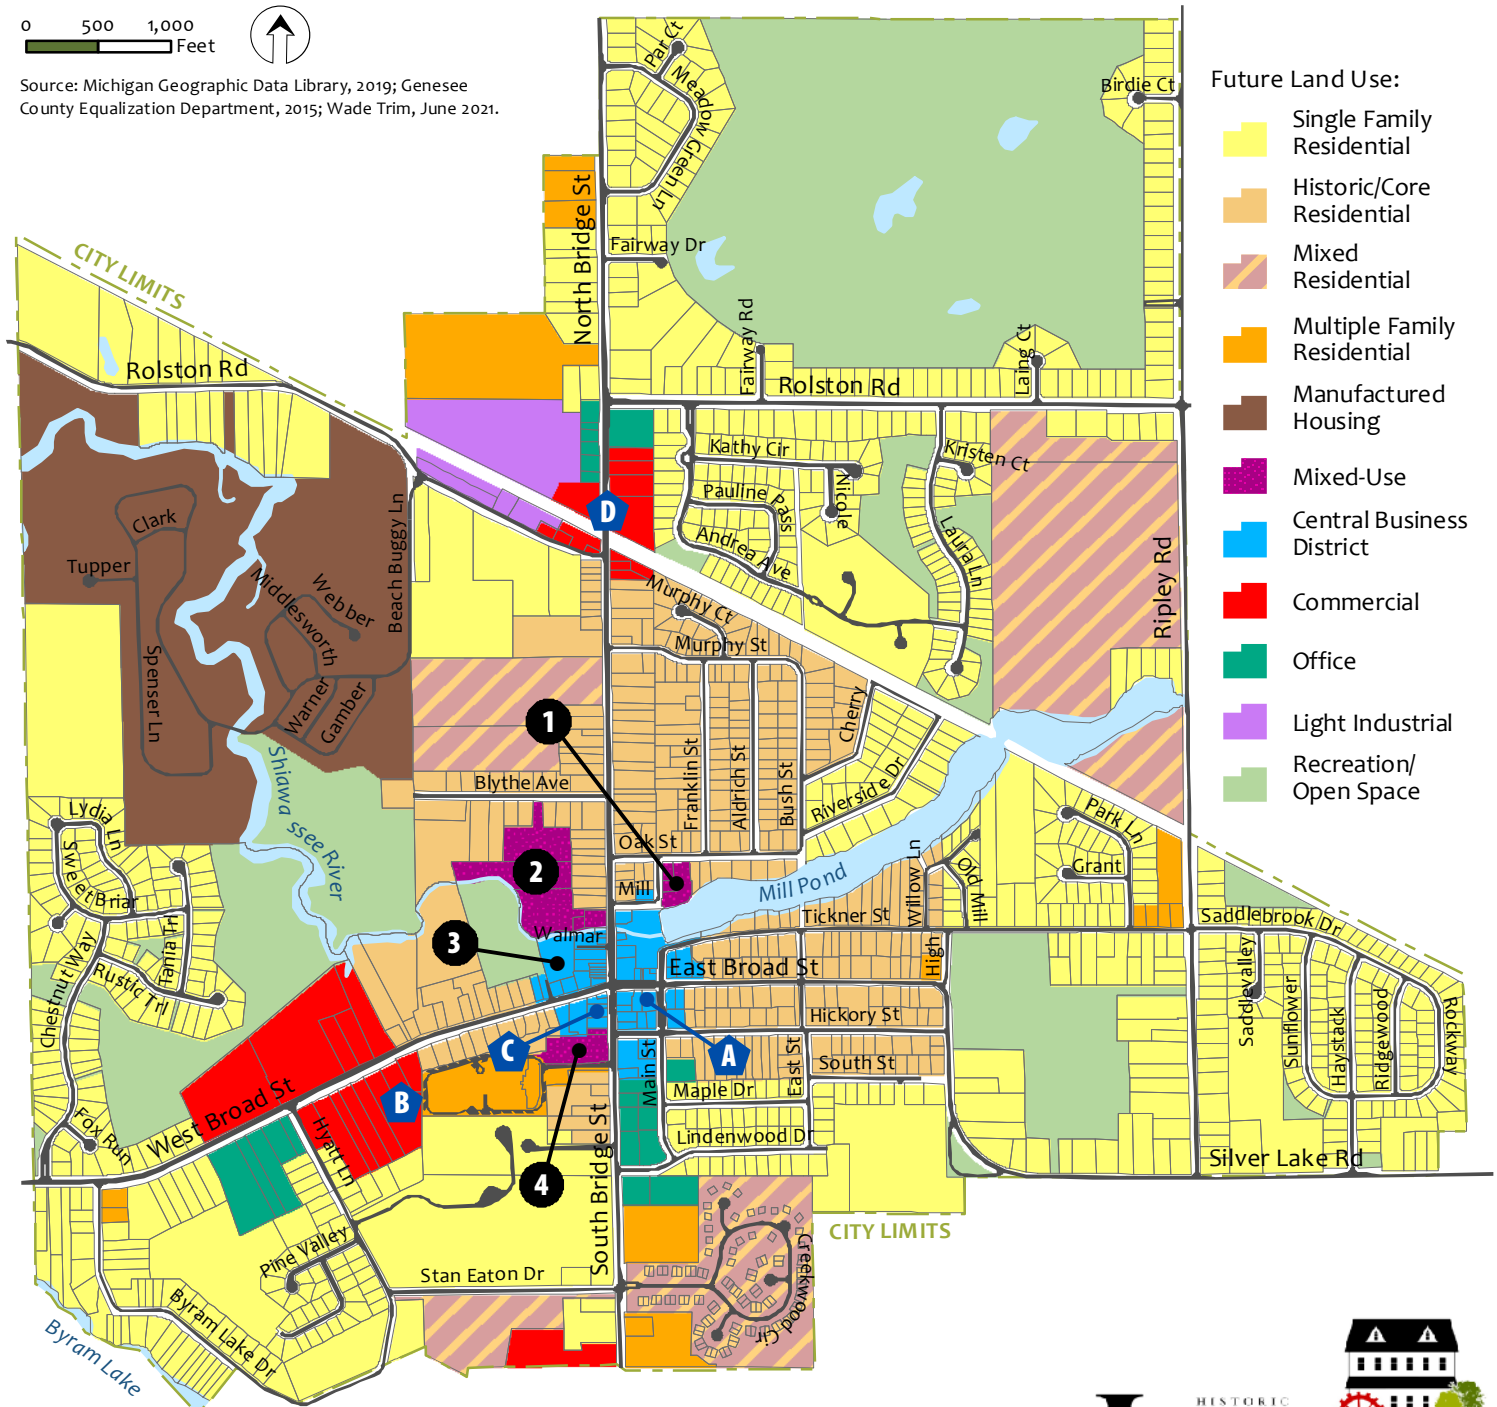 0 500 1,000
Feet
Source: Michigan Geographic Data Library, 2019; Genesee
County Equalization Department, 2015; Wade Trim, June 2021.
Future Land Use:
Single Family
Residential
Historic/Core
Residential
Mixed
Residential
Multiple Family
Residential
Manufactured
Housing
Mixed-Use
Central Business
District
Commercial
Office
Light Industrial
Recreation/
Open Space
Par Ct
Meadow Green Ln
Birdie Ct
North Bridge St
Fairway Dr
CITY LIMITS
Fairway Rd
Laing Ct
Rolston Rd
Rolston Rd
Kathy Cir
Kristen Ct
Nicole
Pauline Pass
Andrea Ave
Laura Ln
Ripley Rd
D
Beach Buggy Ln
Clark
Tupper
Webber
Middlesworth
Spenser Ln
Warner
Gamber
Murphy Ct
Murphy St
Cherry
1
Franklin St
Aldrich St
Bush St
Riverside Dr
Shiawassee River
Blythe Ave
Oak St
Park Ln
Grant
Lydia Ln
Sweet Briar
Mill
2
Mill Pond
Willow Ln
Old Mill
Tickner St
Saddlebrook Dr
Walmar
3
Tania Trl
Rustic Trl
Chestnut Way
East Broad St
High
Saddlevalley
Sunflower
Haystack
Ridgewood
Rockway
Hickory St
C
A
Main St
East St
South St
Maple Dr
B
West Broad St
Hyatt Ln
Fox Run
Lindenwood Dr
4
South Bridge St
Silver Lake Rd
CITY LIMITS
Pine Valley
Stan Eaton Dr
Creekwood Cir
Byram Lake Dr
Byram Lake
HISTORIC